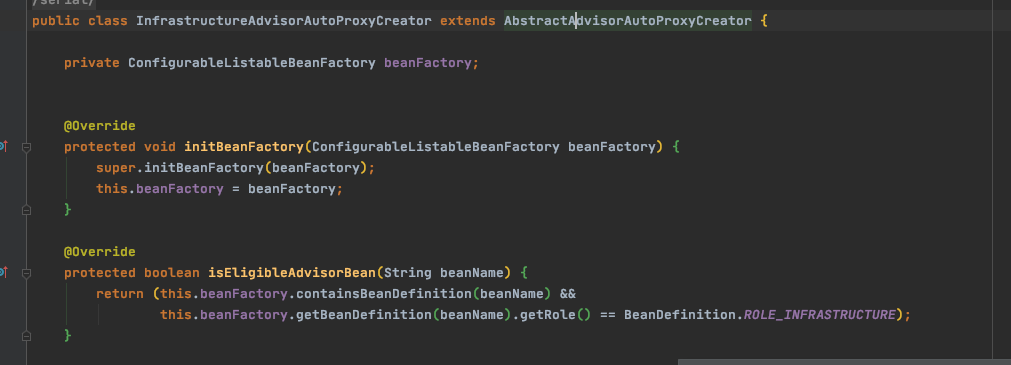 /serial/
public class InfrastructureAdvisorAutoProxyCreator extends AbstractAdvisorAutoProxyCreator {
private ConfigurableListableBeanFactory beanFactory;
@Override
protected void initBeanFactory(ConfigurableListableBeanFactory beanFactory) {
super.initBeanFactory(beanFactory);
this.beanFactory = beanFactory;
}
@Override
protected boolean isEligibleAdvisorBean(String beanName) {
return (this.beanFactory.containsBeanDefinition(beanName) &&
this.beanFactory.getBeanDefinition(beanName).getRole() == BeanDefinition.ROLE_INFRASTRUCTURE);
}